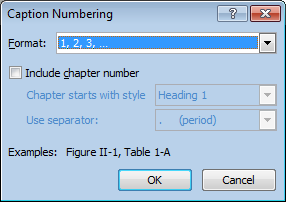 Caption Numbering
Format: 1, 2, 3, ...
Include chapter number
Chapter starts with style Heading 1
Use separator: . (period)
Examples: Figure II-1, Table 1-A
OK Cancel